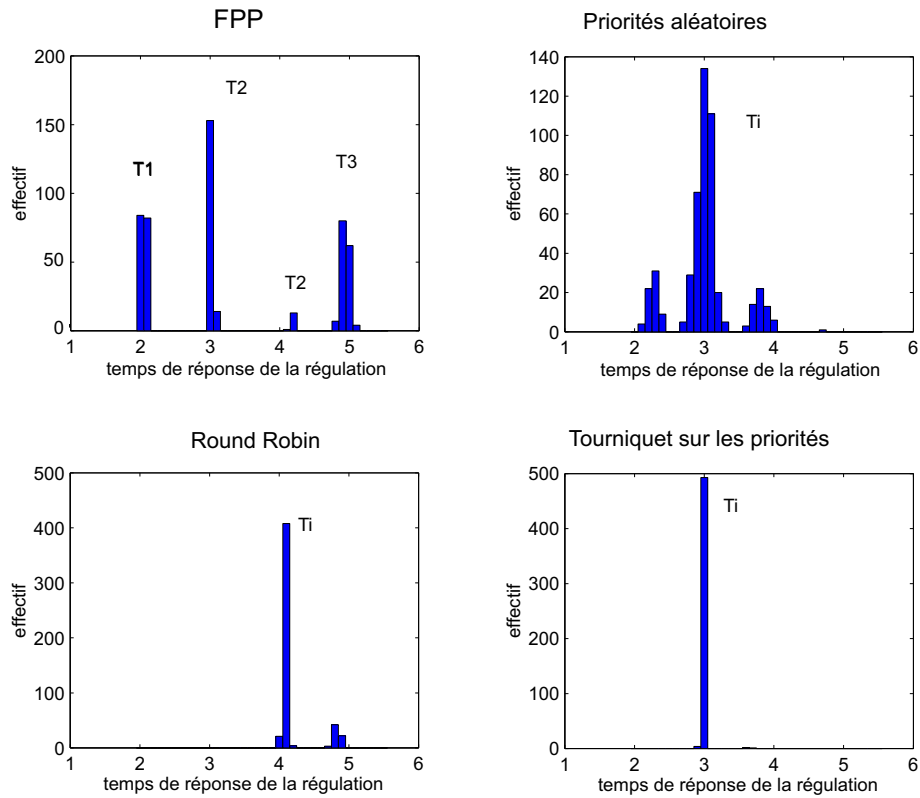 FPP
200
150
100
50
0
effectif
T1
T2
T2
T3
1 2 3 4 5 6
temps de réponse de la régulation
Priorités aléatoires
140
120
100
80
60
40
20
0
effectif
Ti
1 2 3 4 5 6
temps de réponse de la régulation
Round Robin
500
400
300
200
100
0
effectif
Ti
1 2 3 4 5 6
temps de réponse de la régulation
Tourniquet sur les priorités
500
400
300
200
100
0
effectif
Ti
1 2 3 4 5 6
temps de réponse de la régulation